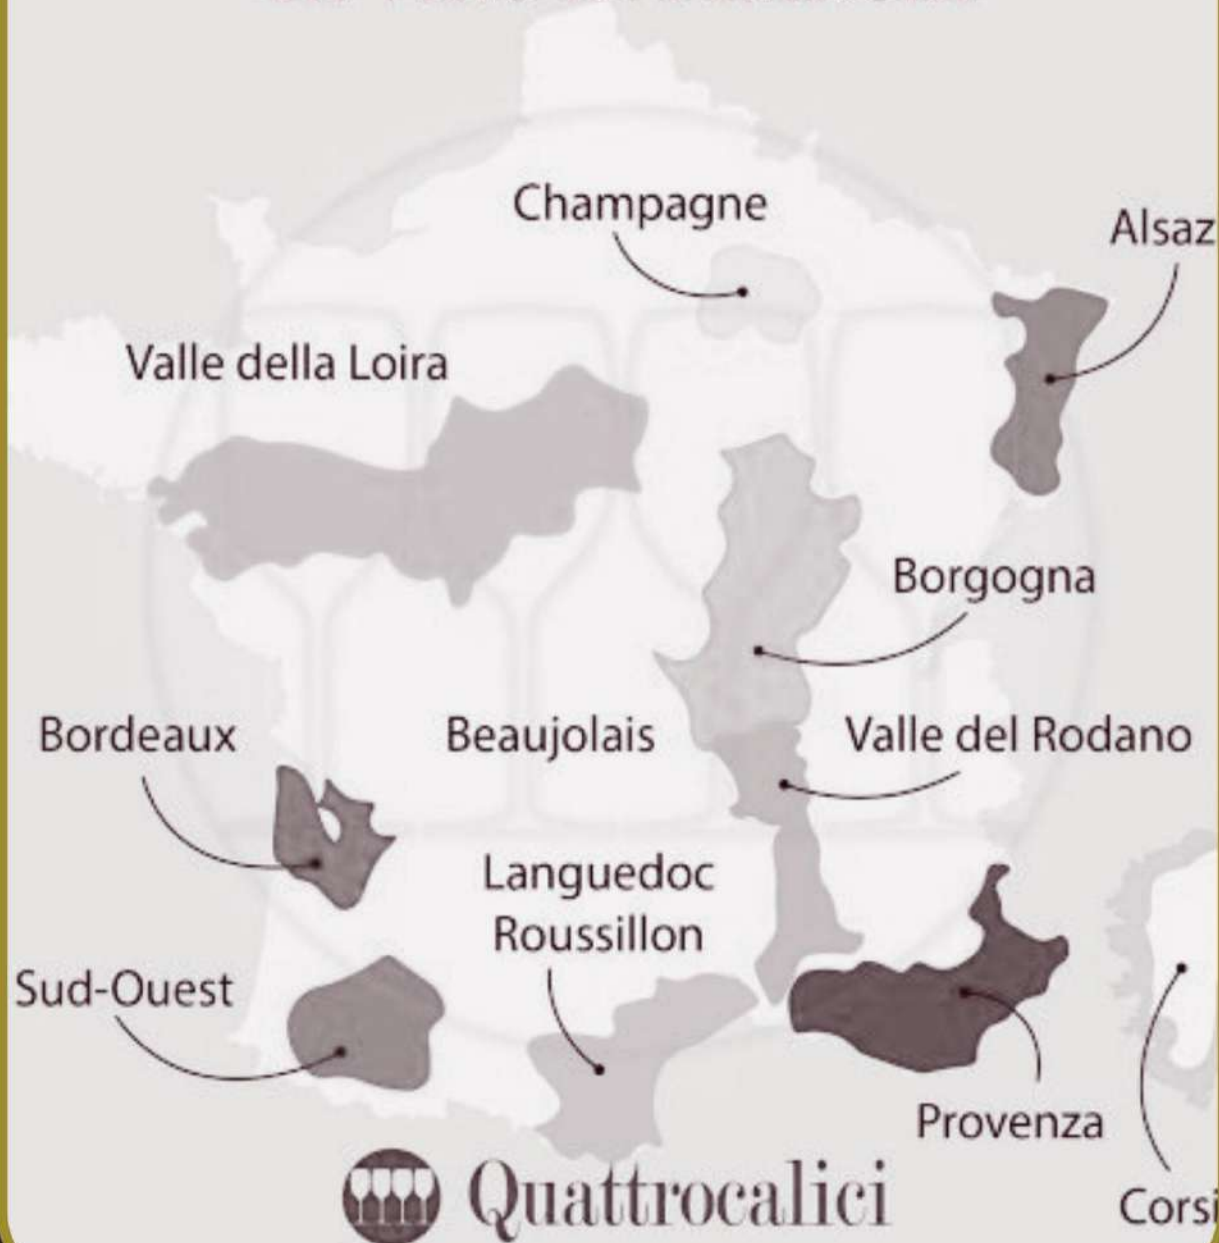 Champagne
Alsaz
Valle della Loira
Borgogna
Bordeaux
Beaujolais
Valle del Rodano
Languedoc
Roussillon
Sud-Ouest
Provenza
Quattrocalici
Corsi